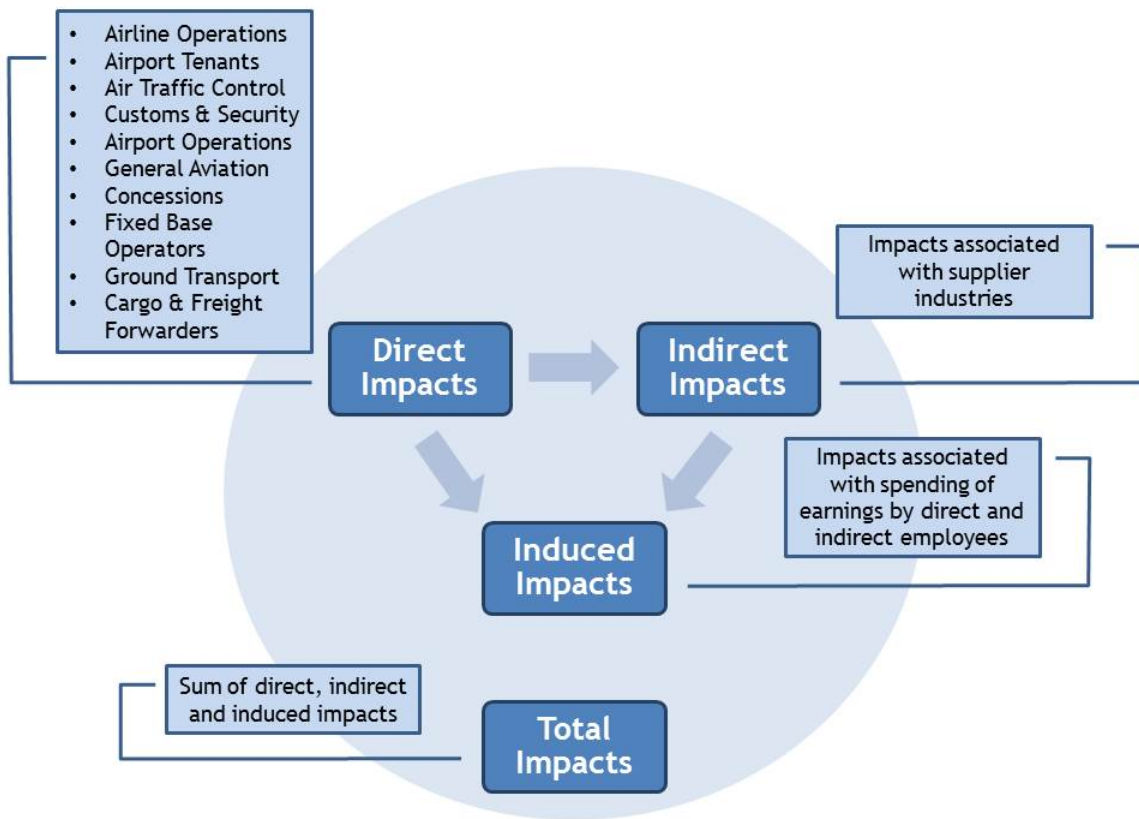 • Airline Operations
• Airport Tenants
• Air Traffic Control
• Customs & Security
• Airport Operations
• General Aviation
• Concessions
• Fixed Base
Operators
• Ground Transport
• Cargo & Freight
Forwarders
Impacts associated
with supplier
industries
Direct
Impacts
Indirect
Impacts
Impacts associated
with spending of
earnings by direct and
indirect employees
Induced
Impacts
Sum of direct, indirect
and induced impacts
Total
Impacts